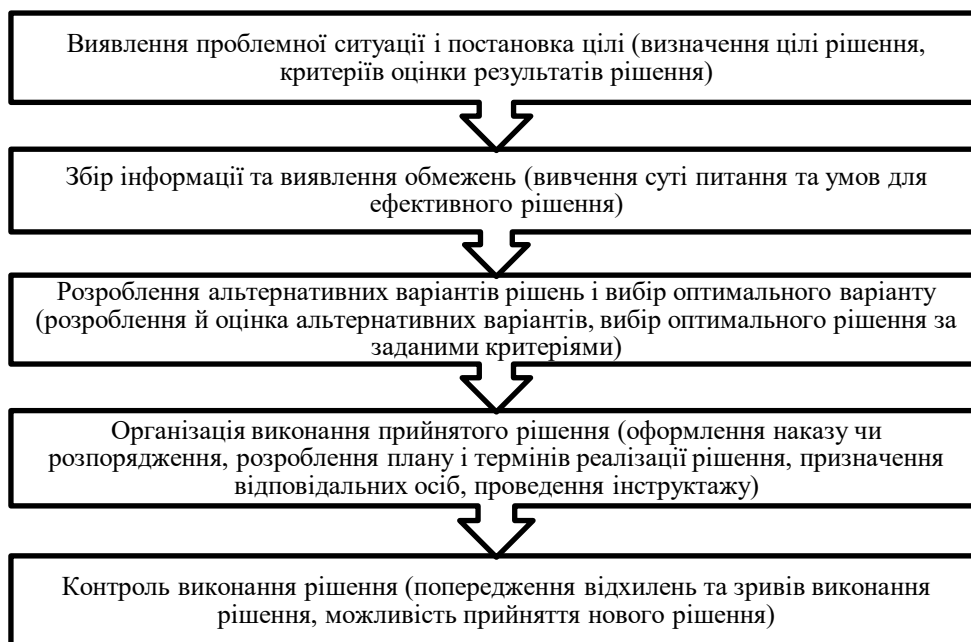 Виявлення проблемної ситуації і постановка цілі (визначення цілі рішення,
критеріїв оцінки результатів рішення)
Збір інформації та виявлення обмежень (вивчення суті питання та умов для
ефективного рішення)
Розроблення альтернативних варіантів рішень і вибір оптимального варіанту
(розроблення й оцінка альтернативних варіантів, вибір оптимального рішення за
заданими критеріями)
Організація виконання прийнятого рішення (оформлення наказу чи
розпорядження, розроблення плану і термінів реалізації рішення, призначення
відповідальних осіб, проведення інструктажу)
Контроль виконання рішення (попередження відхилень та зривів виконання
рішення, можливість прийняття нового рішення)